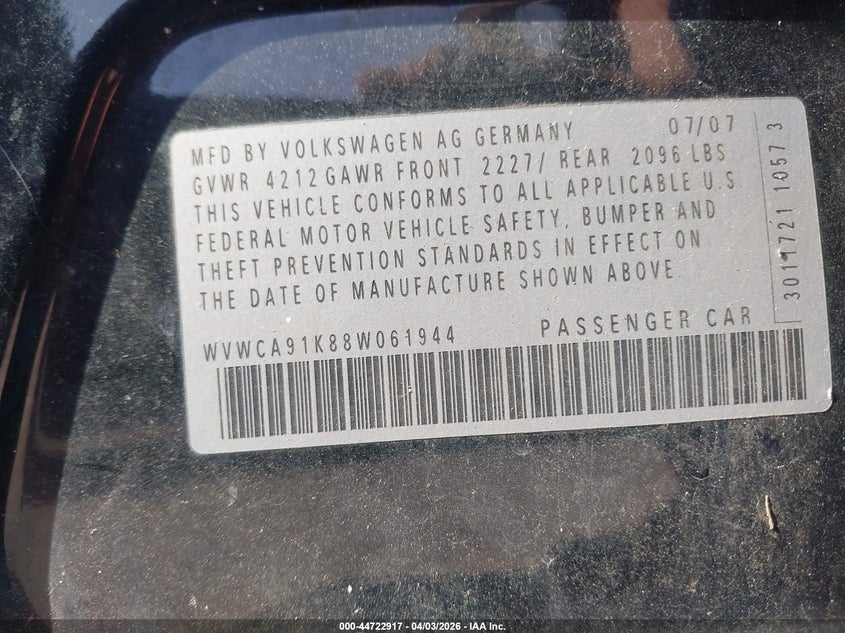 MFD BY VOLKSWAGEN AG GERMANY 07/07
GVWR 4212 GAWR FRONT 2227/ REAR 2096 LBS
THIS VEHICLE CONFORMS TO ALL APPLICABLE U.S.
FEDERAL MOTOR VEHICLE SAFETY, BUMPER AND
THEFT PREVENTION STANDARDS IN EFFECT ON
THE DATE OF MANUFACTURE SHOWN ABOVE.
WVWCA91K88W061944 PASSENGER CAR
3011721 1057 3
000-44722917 - 04/03/2026 - IAA Inc.